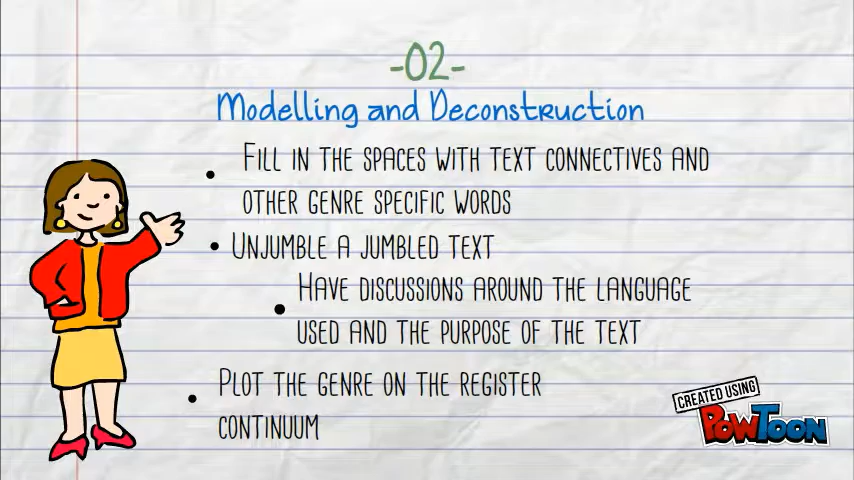 -02-
Modelling and Deconstruction
• Fill in the spaces with text connectives and
other genre specific words
• Unjumble a jumbled text
• Have discussions around the language
used and the purpose of the text
• Plot the genre on the register
continuum
CREATED USING
POWTOON